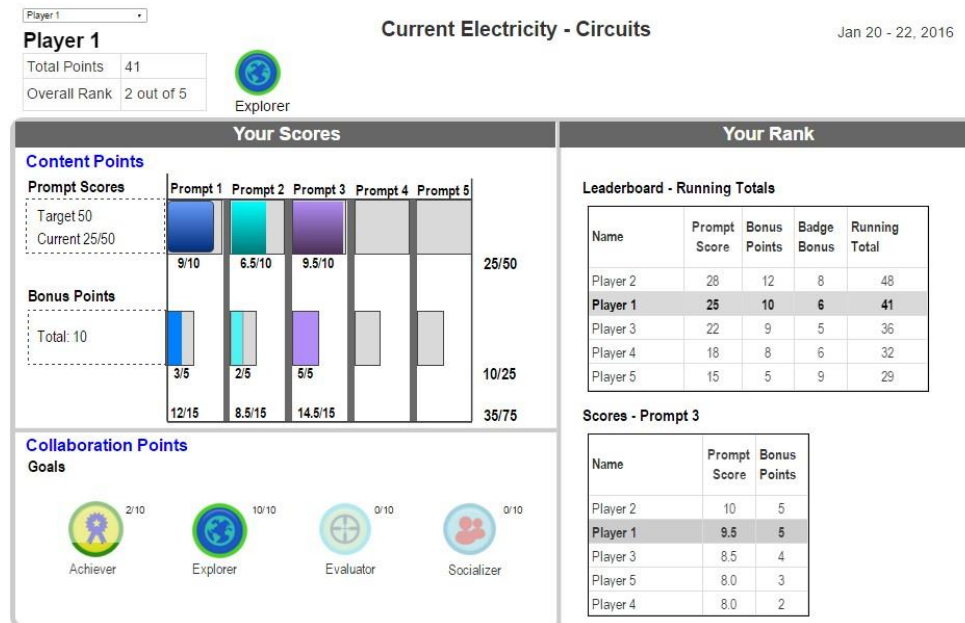 Player 1
Current Electricity - Circuits
Jan 20 - 22, 2016
Player 1
Total Points 41
Overall Rank 2 out of 5
Explorer
Your Scores
Content Points
Prompt Scores
Prompt 1 Prompt 2 Prompt 3 Prompt 4 Prompt 5
Target 50
Current 25/50
9/10 6.5/10 9.5/10
25/50
Bonus Points
Total: 10
3/5 2/5 5/5
10/25
12/15 8.5/15 14.5/15
35/75
Collaboration Points
Goals
2/10 10/10 0/10 0/10
Achiever Explorer Evaluator Socializer
Your Rank
Leaderboard - Running Totals
Name Prompt Score Bonus Points Badge Bonus Running Total
Player 2 28 12 8 48
Player 1 25 10 6 41
Player 3 22 9 5 36
Player 4 18 8 6 32
Player 5 15 5 9 29
Scores - Prompt 3
Name Prompt Score Bonus Points
Player 2 10 5
Player 1 9.5 5
Player 3 8.5 4
Player 5 8.0 3
Player 4 8.0 2